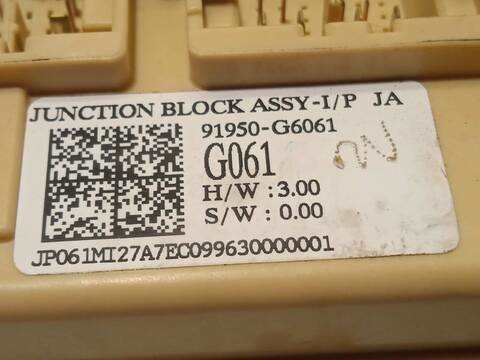 JUNCTION BLOCK ASSY-I/P JA
91950-G6061
G061
H/W : 3.00
S/W : 0.00
JP061MI27A7EC099630000001